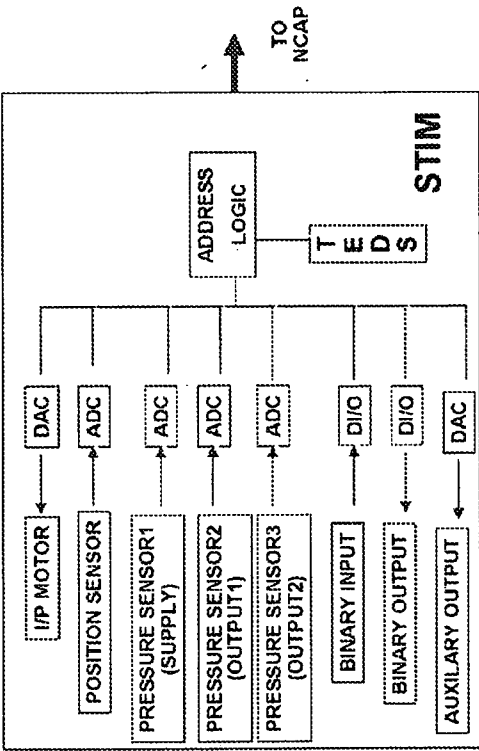 I/P MOTOR
DAC
POSITION SENSOR
ADC
PRESSURE SENSOR1
(SUPPLY)
ADC
PRESSURE SENSOR2
(OUTPUT1)
ADC
PRESSURE SENSOR3
(OUTPUT2)
ADC
BINARY INPUT
DI/O
BINARY OUTPUT
DI/O
AUXILARY OUTPUT
DAC
ADDRESS
LOGIC
TEDS
STIM
TO
NCAP